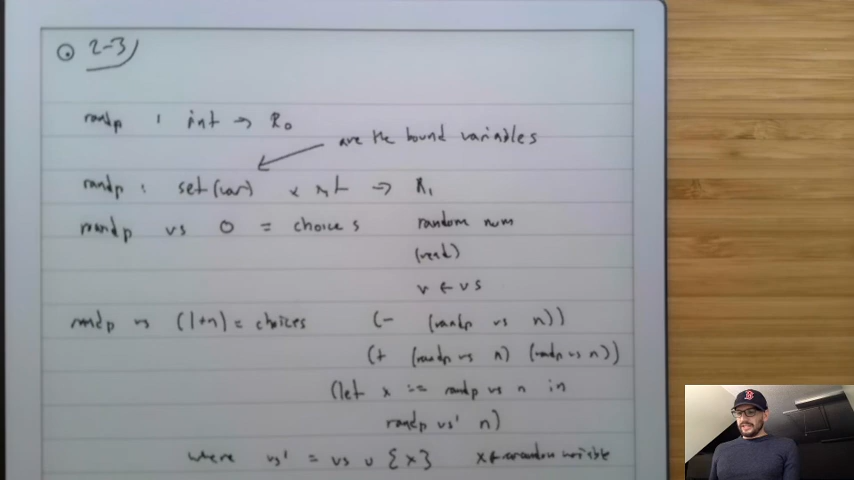 2-3)
randp : int → R₀
are the bound variables
randp : set(var) x int → R₁
randp vs 0 = choices random num
(read)
v ← vs
randp vs (1+n) = choices (- (randp vs n))
(+ (randp vs n) (randp vs n))
(let x := randp vs n in
randp vs' n)
where vs' = vs ∪ {x} x ← random variable